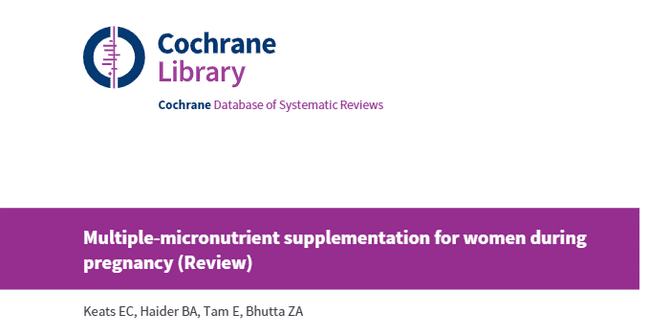 Cochrane
Library
Cochrane Database of Systematic Reviews
Multiple-micronutrient supplementation for women during
pregnancy (Review)
Keats EC, Haider BA, Tam E, Bhutta ZA